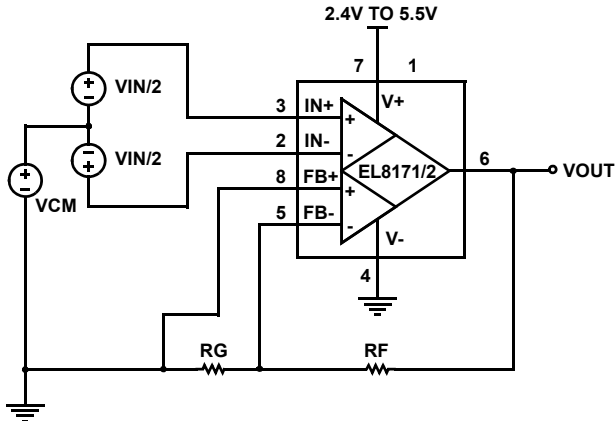 2.4V TO 5.5V
7 1
+ VIN/2
-
3 IN+ V+
+
2 IN-
-
- VIN/2
+
EL8171/2 6 VOUT
8 FB+
+
+ VCM
-
5 FB-
-
V-
4
RG RF